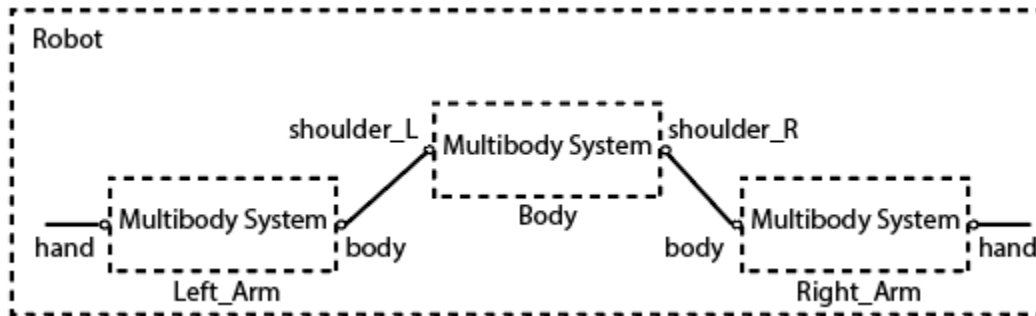 Robot
shoulder_L
Multibody System
shoulder_R
Body
Multibody System
hand
body
Left_Arm
Multibody System
body
hand
Right_Arm